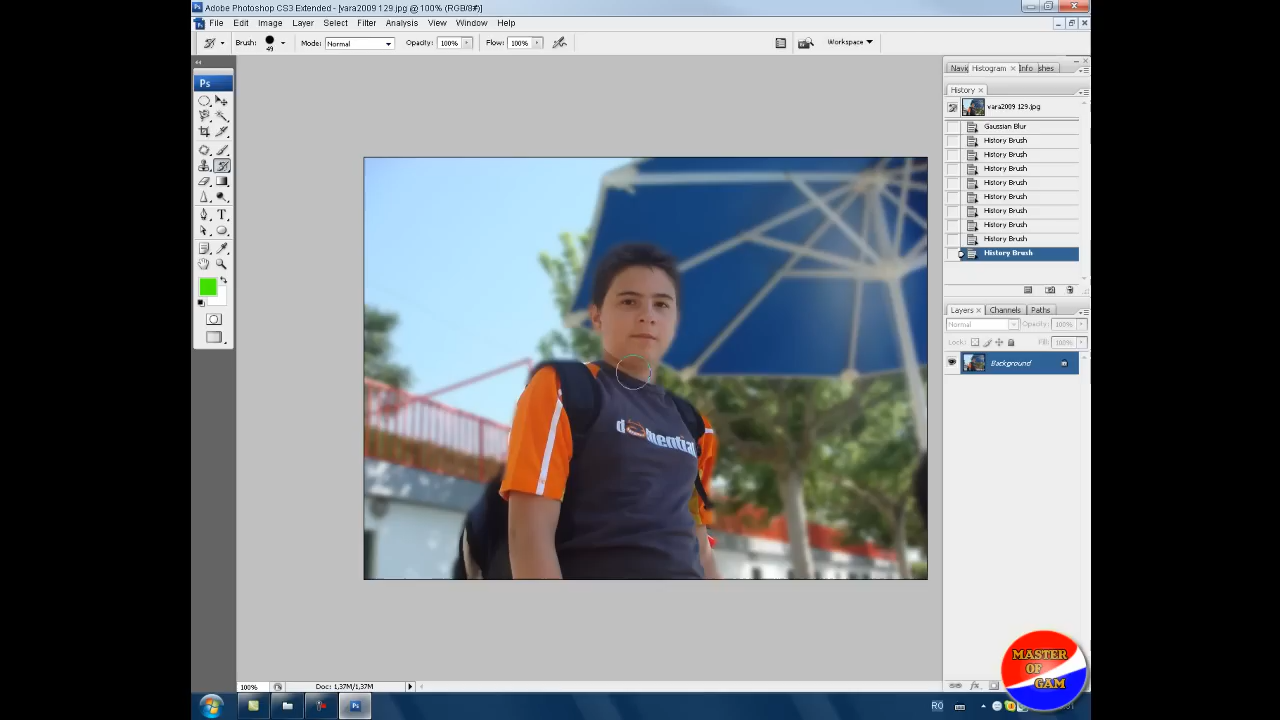 Adobe Photoshop CS3 Extended - [vara2009 129.jpg @ 100% (RGB/8#)]
File Edit Image Layer Select Filter Analysis View Window Help
Brush: 49 Mode: Normal Opacity: 100% Flow: 100% Workspace
Ps
Histogram Info
History
vara2009 129.jpg
Gaussian Blur
History Brush
History Brush
History Brush
History Brush
History Brush
History Brush
History Brush
History Brush
History Brush
Layers Channels Paths
Normal Opacity: 100%
Lock: Fill: 100%
Background
T
MASTER
OF
GAM
100% Doc: 1,37M/1,37M
Ps RO